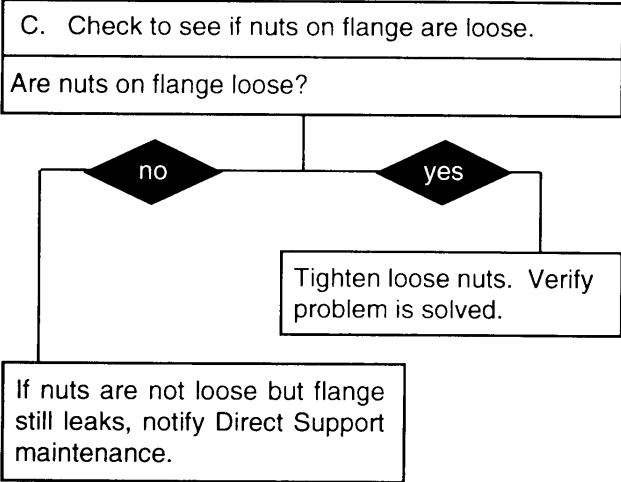 C. Check to see if nuts on flange are loose.
Are nuts on flange loose?
no
yes
Tighten loose nuts. Verify
problem is solved.
If nuts are not loose but flange
still leaks, notify Direct Support
maintenance.